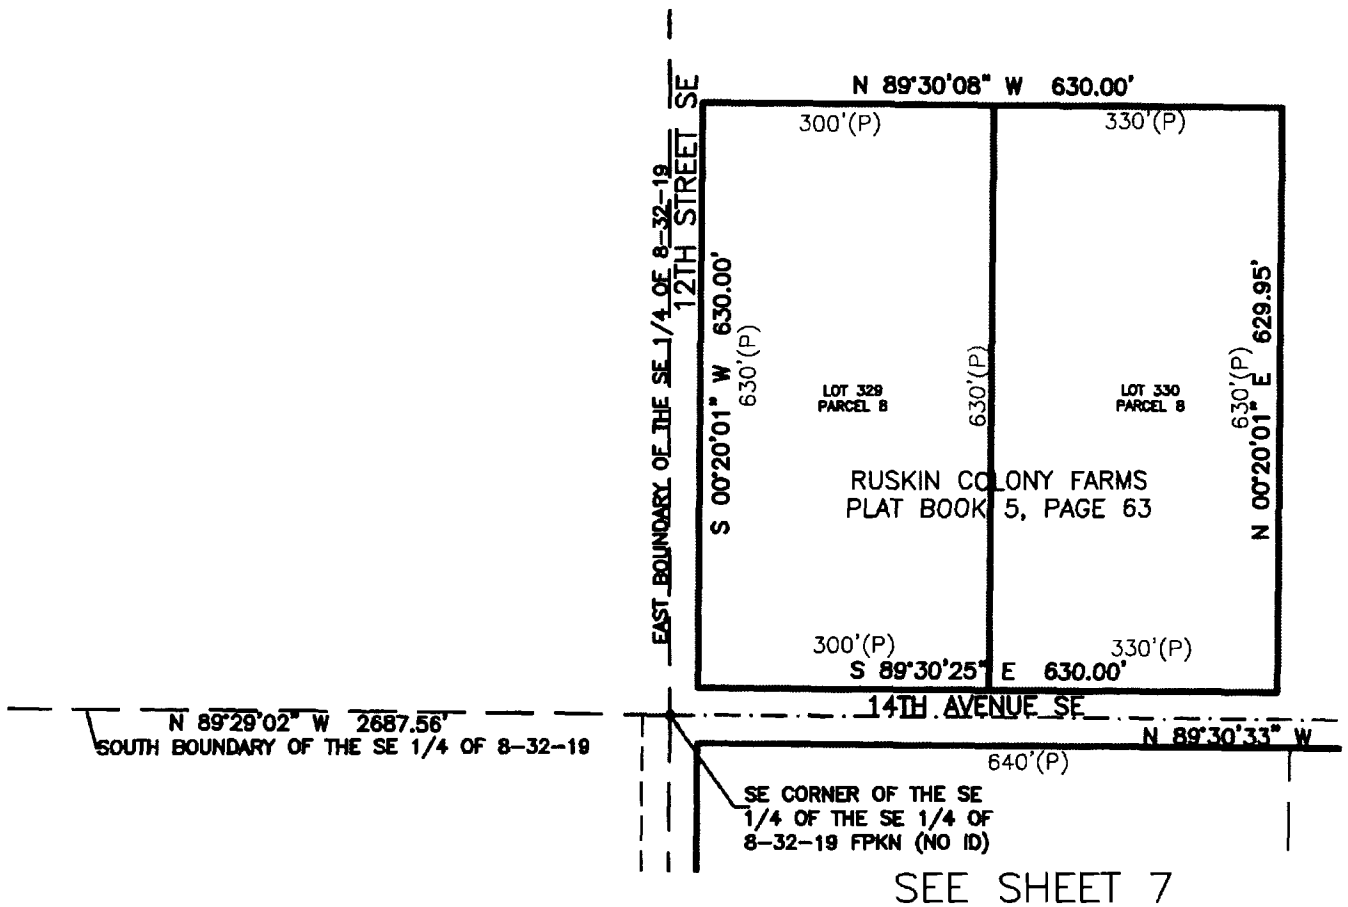 N 89°30'08" W 630.00'
300'(P)
330'(P)
12TH STREET SE
EAST BOUNDARY OF THE SE 1/4 OF 8-32-19
S 00°20'01" W 630.00'
630'(P)
630'(P)
630'(P)
N 00°20'01" E 629.95'
LOT 329
PARCEL 8
LOT 330
PARCEL 8
RUSKIN COLONY FARMS
PLAT BOOK 5, PAGE 63
300'(P)
330'(P)
S 89°30'25" E 630.00'
14TH AVENUE SE
N 89°29'02" W 2687.56'
SOUTH BOUNDARY OF THE SE 1/4 OF 8-32-19
N 89°30'33" W
640'(P)
SE CORNER OF THE SE
1/4 OF THE SE 1/4 OF
8-32-19 FPKN (NO ID)
SEE SHEET 7